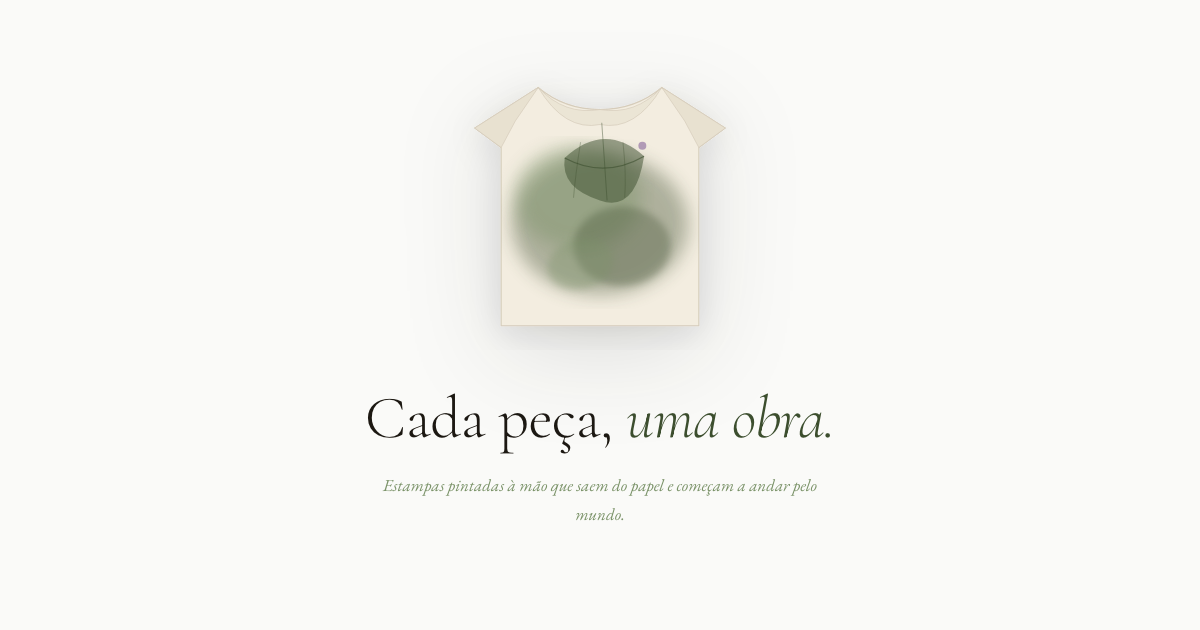 Cada peça, uma obra.
Estampas pintadas à mão que saem do papel e começam a andar pelo
mundo.